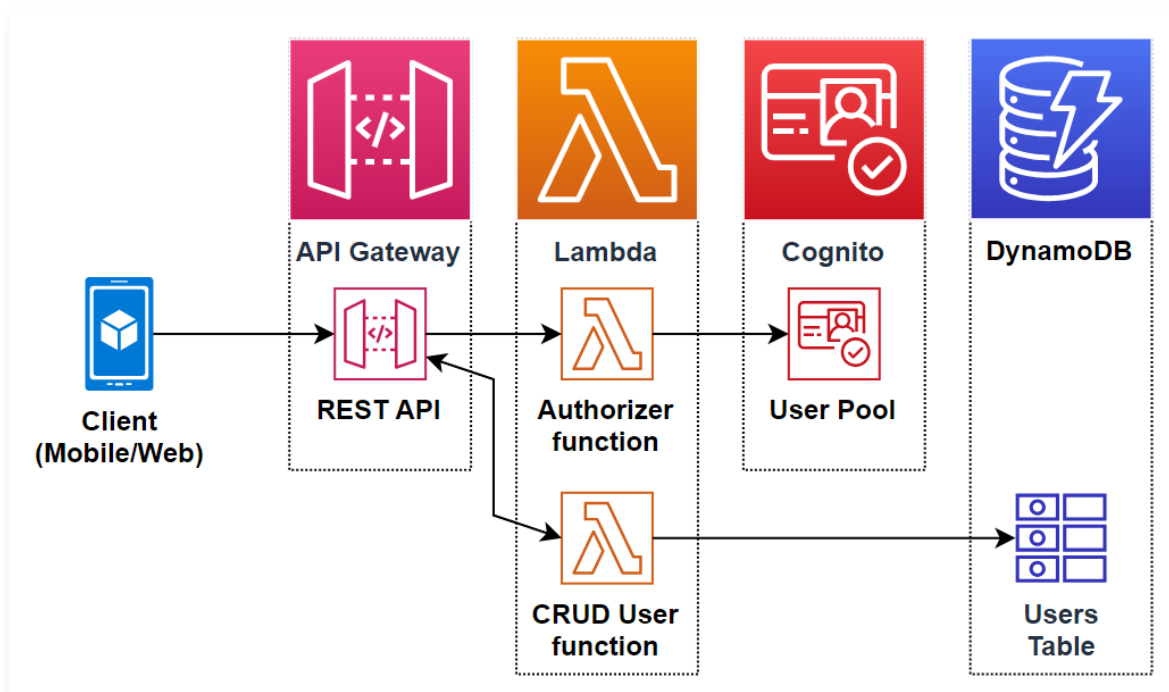 API Gateway
Lambda
Cognito
DynamoDB
</>
</>
Client
(Mobile/Web)
REST API
Authorizer
function
User Pool
CRUD User
function
Users
Table